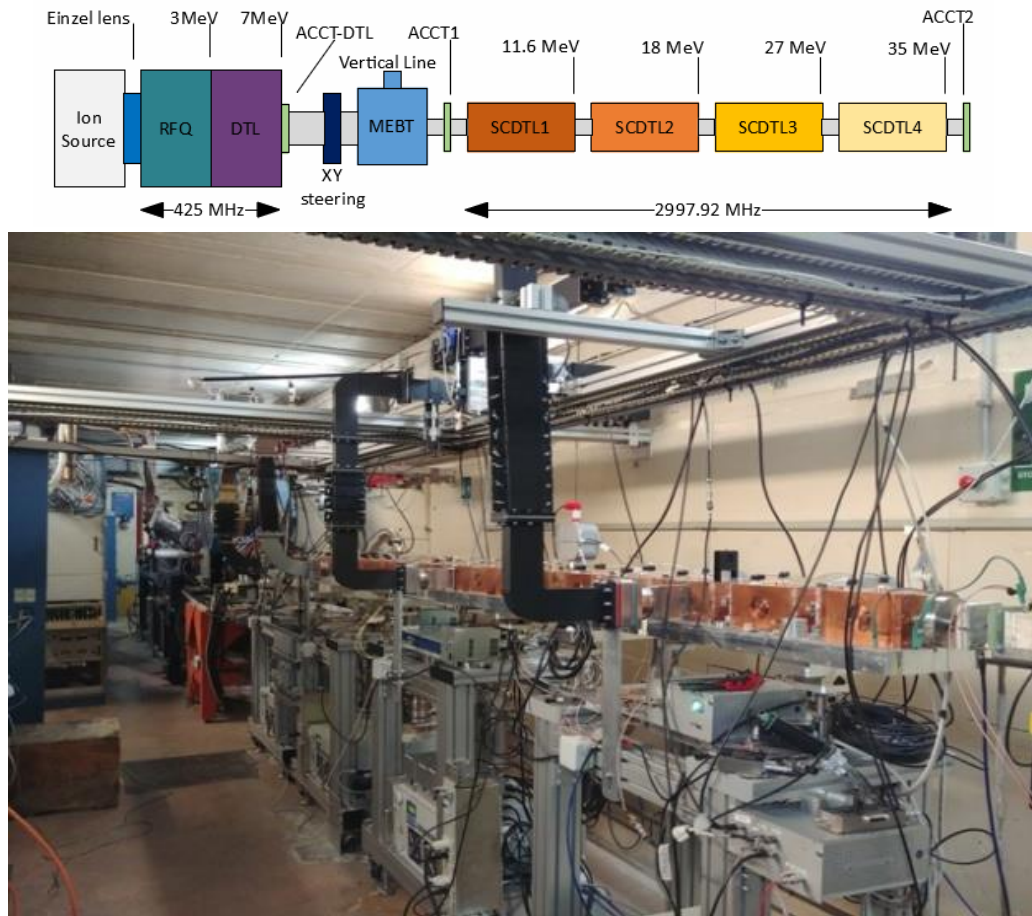 Einzel lens
3MeV
7MeV
ACCT-DTL
ACCT1
11.6 MeV
18 MeV
27 MeV
35 MeV
ACCT2
Vertical Line
Ion
Source
RFQ
DTL
MEBT
SCDTL1
SCDTL2
SCDTL3
SCDTL4
XY
steering
425 MHz
2997.92 MHz